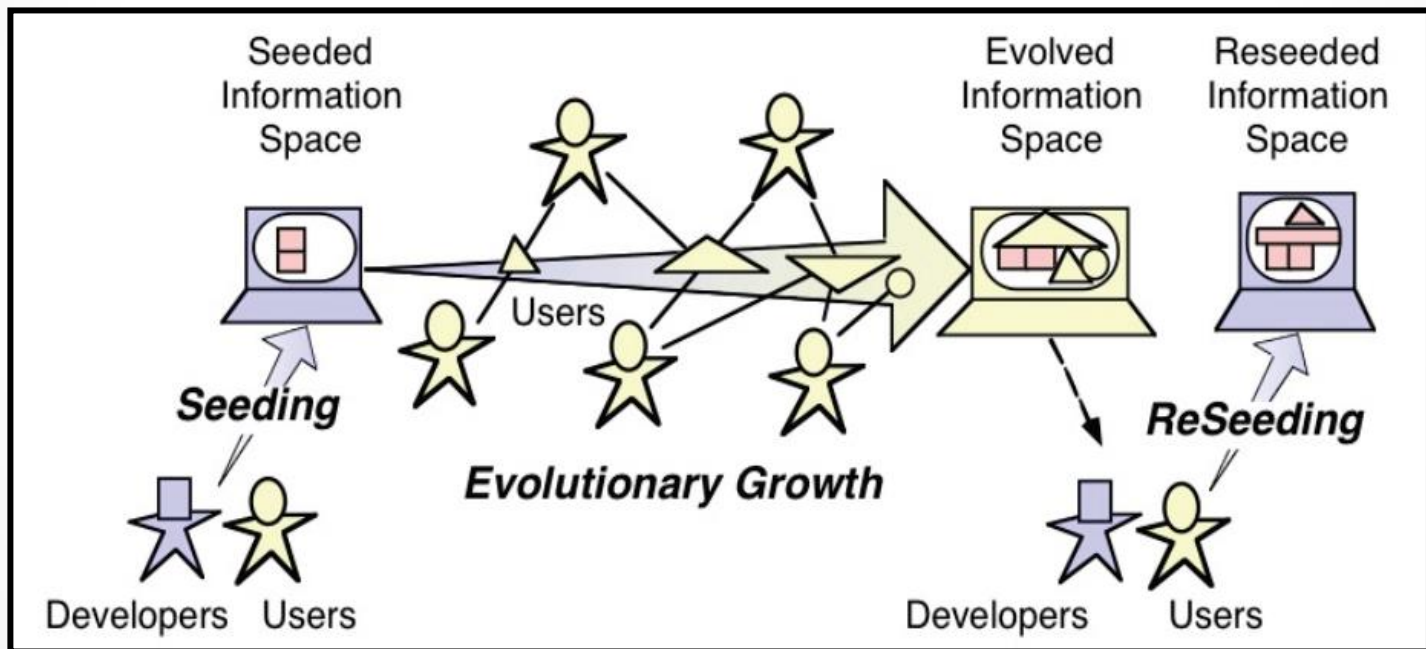 Seeded
Information
Space
Evolved
Information
Space
Reseeded
Information
Space
Users
Seeding
ReSeeding
Evolutionary Growth
Developers
Users
Developers
Users